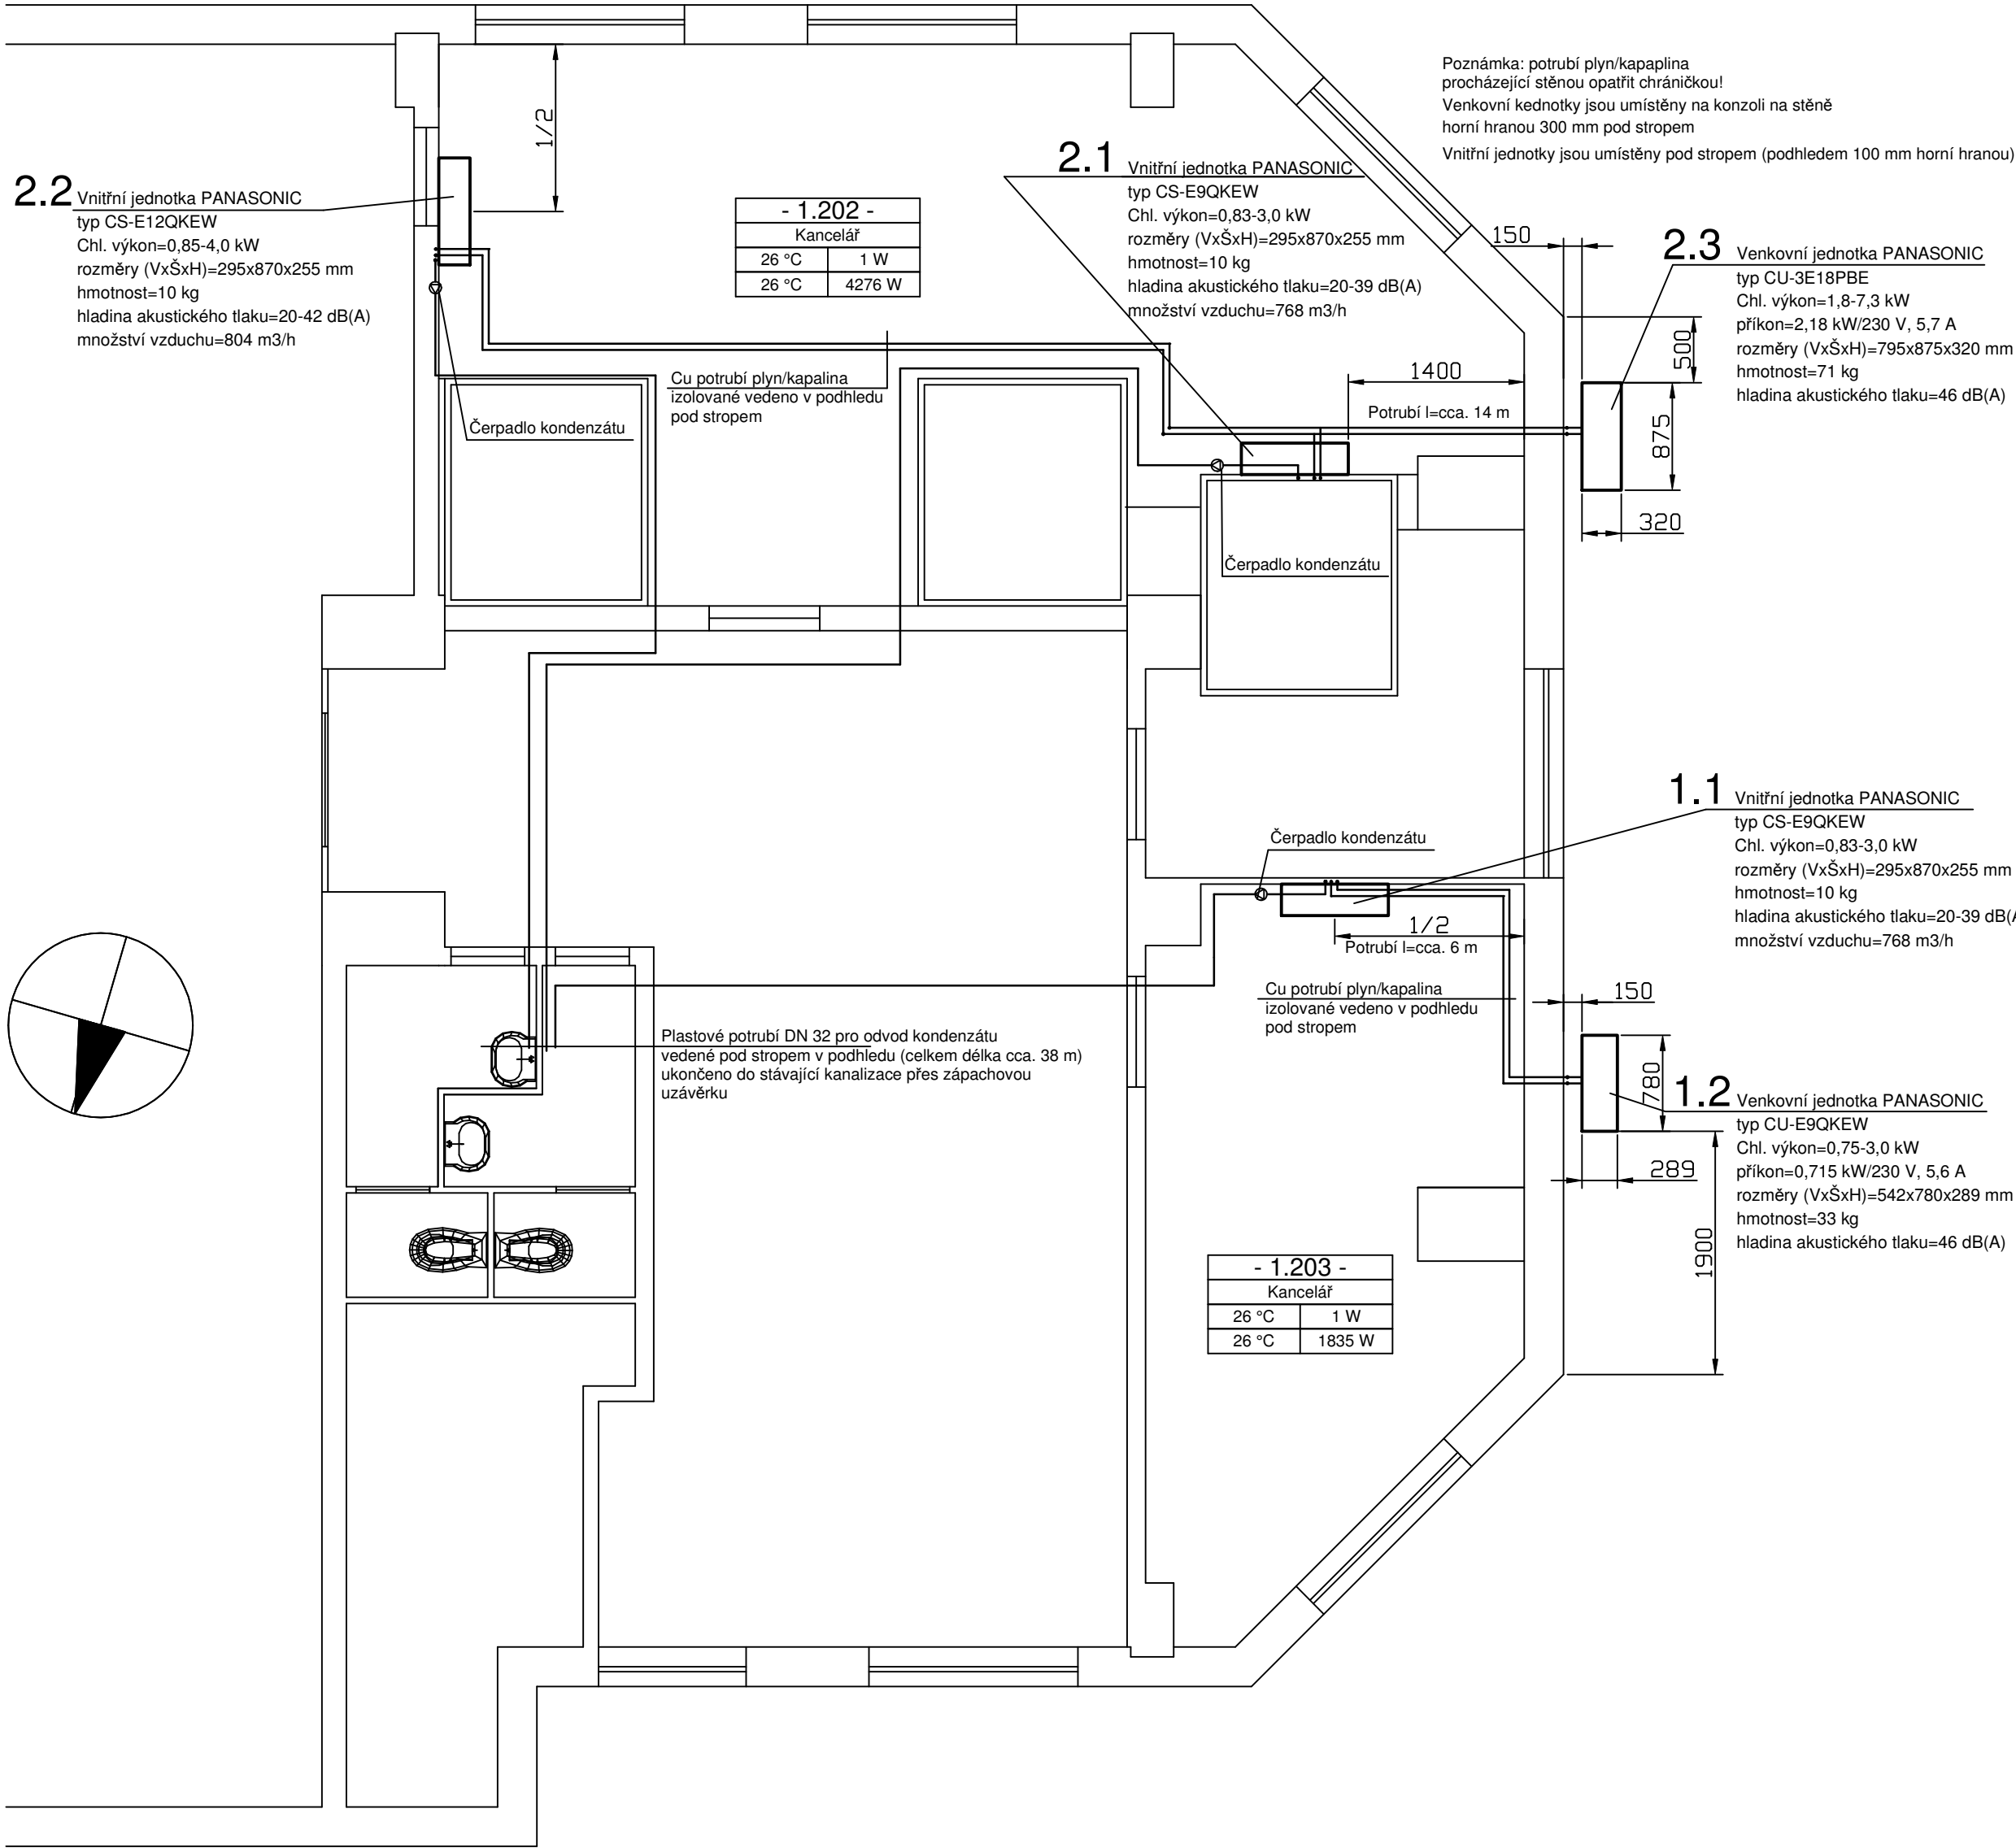 Poznámka: potrubí plyn/kapaplina
procházející stěnou opatřit chráničkou!
Venkovní kednotky jsou umístěny na konzoli na stěně
horní hranou 300 mm pod stropem
Vnitřní jednotky jsou umístěny pod stropem (podhledem 100 mm horní hranou)
1/2
2.2 Vnitřní jednotka PANASONIC
typ CS-E12QKEW
Chl. výkon=0,85-4,0 kW
rozměry (VxŠxH)=295x870x255 mm
hmotnost=10 kg
hladina akustického tlaku=20-42 dB(A)
množství vzduchu=804 m3/h
- 1.202 -
Kancelář
26 °C 1 W
26 °C 4276 W
2.1 Vnitřní jednotka PANASONIC
typ CS-E9QKEW
Chl. výkon=0,83-3,0 kW
rozměry (VxŠxH)=295x870x255 mm
hmotnost=10 kg
hladina akustického tlaku=20-39 dB(A)
množství vzduchu=768 m3/h
150
2.3 Venkovní jednotka PANASONIC
typ CU-3E18PBE
Chl. výkon=1,8-7,3 kW
příkon=2,18 kW/230 V, 5,7 A
rozměry (VxŠxH)=795x875x320 mm
hmotnost=71 kg
hladina akustického tlaku=46 dB(A)
500
875
320
1400
Potrubí l=cca. 14 m
Cu potrubí plyn/kapalina
izolované vedeno v podhledu
pod stropem
Čerpadlo kondenzátu
Čerpadlo kondenzátu
1.1 Vnitřní jednotka PANASONIC
typ CS-E9QKEW
Chl. výkon=0,83-3,0 kW
rozměry (VxŠxH)=295x870x255 mm
hmotnost=10 kg
hladina akustického tlaku=20-39 dB(A
množství vzduchu=768 m3/h
Čerpadlo kondenzátu
1/2
Potrubí l=cca. 6 m
Cu potrubí plyn/kapalina
izolované vedeno v podhledu
pod stropem
150
Plastové potrubí DN 32 pro odvod kondenzátu
vedené pod stropem v podhledu (celkem délka cca. 38 m)
ukončeno do stávající kanalizace přes zápachovou
uzávěrku
780
1.2 Venkovní jednotka PANASONIC
typ CU-E9QKEW
Chl. výkon=0,75-3,0 kW
příkon=0,715 kW/230 V, 5,6 A
rozměry (VxŠxH)=542x780x289 mm
hmotnost=33 kg
hladina akustického tlaku=46 dB(A)
289
1900
- 1.203 -
Kancelář
26 °C 1 W
26 °C 1835 W